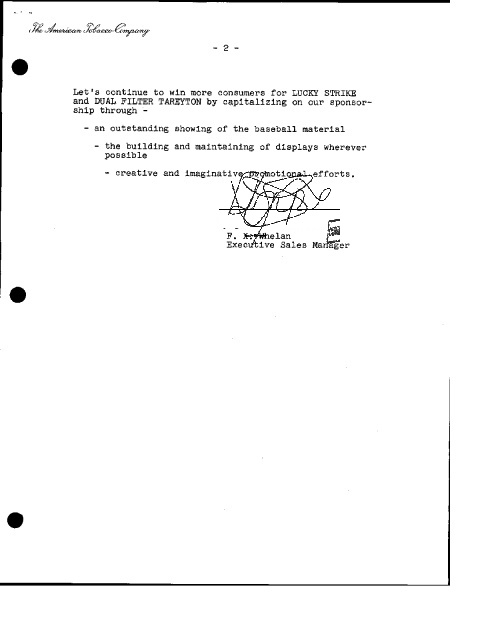 The American Tobacco Company
- 2 -
Let's continue to win more consumers for LUCKY STRIKE
and DUAL FILTER TAREYTON by capitalizing on our sponsor-
ship through -
- an outstanding showing of the baseball material
- the building and maintaining of displays wherever
possible
- creative and imaginative promotional efforts.
F. Whelan
Executive Sales Manager